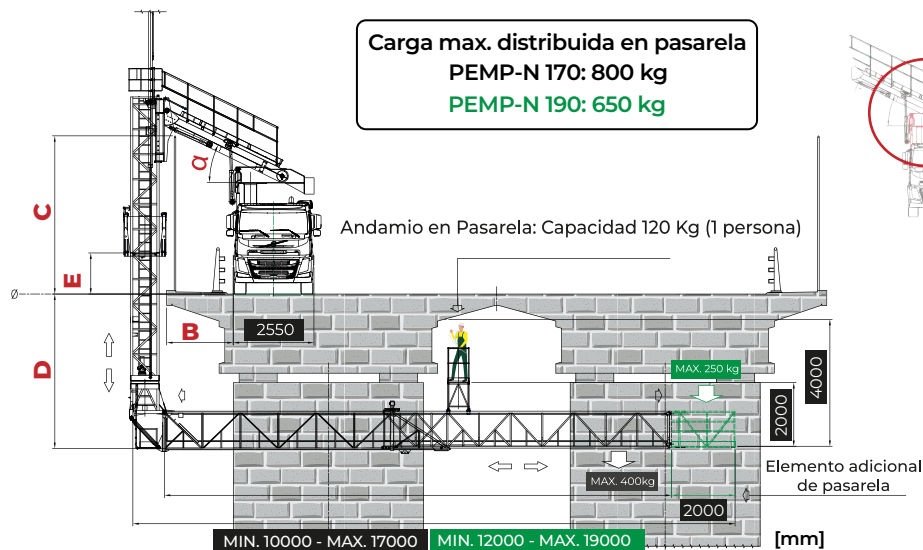 Carga max. distribuida en pasarela
PEMP-N 170: 800 kg
PEMP-N 190: 650 kg
α
C
Andamio en Pasarela: Capacidad 120 Kg (1 persona)
E
Ø
B
2550
D
MAX. 250 kg
4000
2000
MAX. 400kg
Elemento adicional
de pasarela
2000
MIN. 10000 - MAX. 17000
MIN. 12000 - MAX. 19000
[mm]